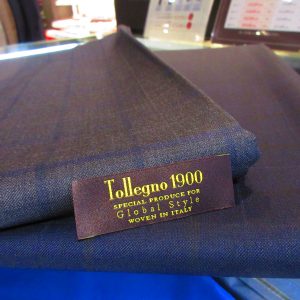 Tollegno 1900
SPECIAL PRODUCE FOR
Global Style
WOVEN IN ITALY